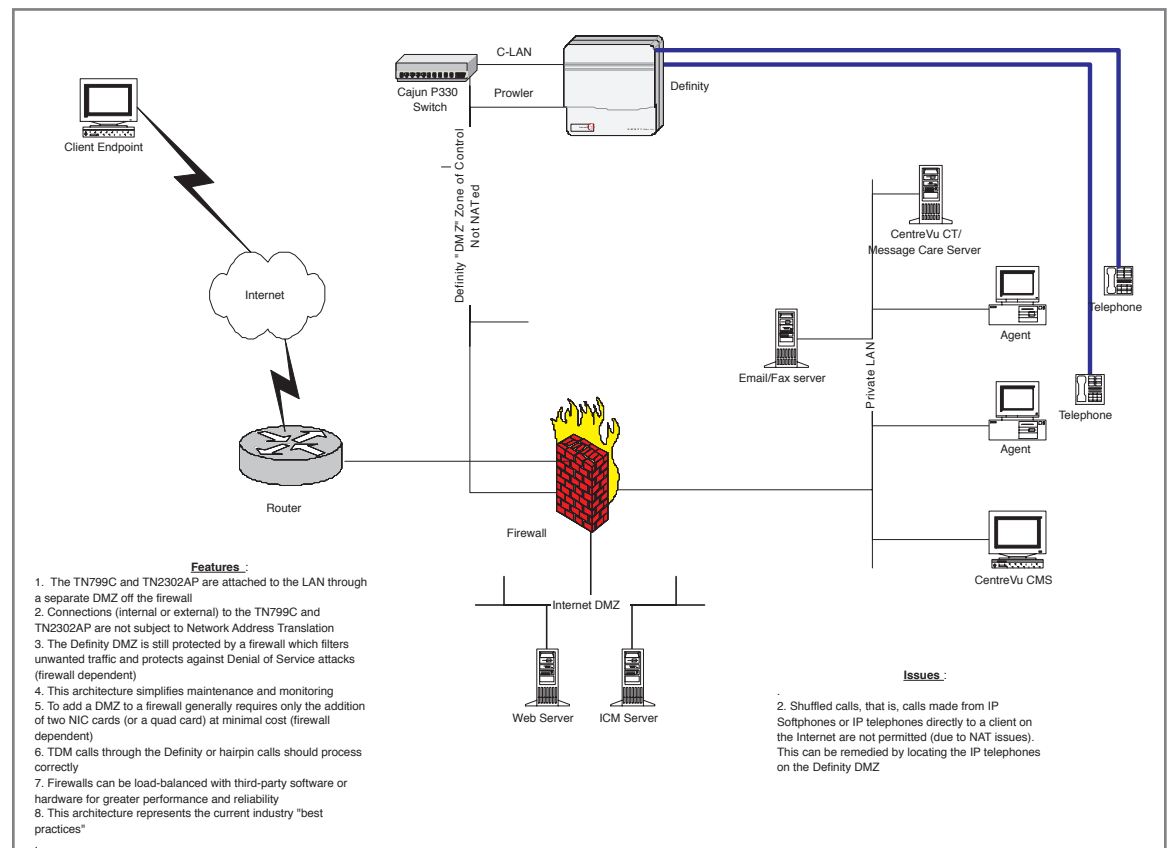 C-LAN
Cajun P330
Switch
Prowler
Definity
Client Endpoint
Definity "DMZ" Zone of Control
Not NATed
CentreVu CT/
Message Care Server
Internet
Telephone
Agent
Email/Fax server
Private LAN
Telephone
Agent
Router
Firewall
CentreVu CMS
Internet DMZ
Web Server
ICM Server
Features :
1. The TN799C and TN2302AP are attached to the LAN through
a separate DMZ off the firewall
2. Connections (internal or external) to the TN799C and
TN2302AP are not subject to Network Address Translation
3. The Definity DMZ is still protected by a firewall which filters
unwanted traffic and protects against Denial of Service attacks
(firewall dependent)
4. This architecture simplifies maintenance and monitoring
5. To add a DMZ to a firewall generally requires only the addition
of two NIC cards (or a quad card) at minimal cost (firewall
dependent)
6. TDM calls through the Definity or hairpin calls should process
correctly
7. Firewalls can be load-balanced with third-party software or
hardware for greater performance and reliability
8. This architecture represents the current industry "best
practices"
.
Issues :
.
2. Shuffled calls, that is, calls made from IP
Softphones or IP telephones directly to a client on
the Internet are not permitted (due to NAT issues).
This can be remedied by locating the IP telephones
on the Definity DMZ